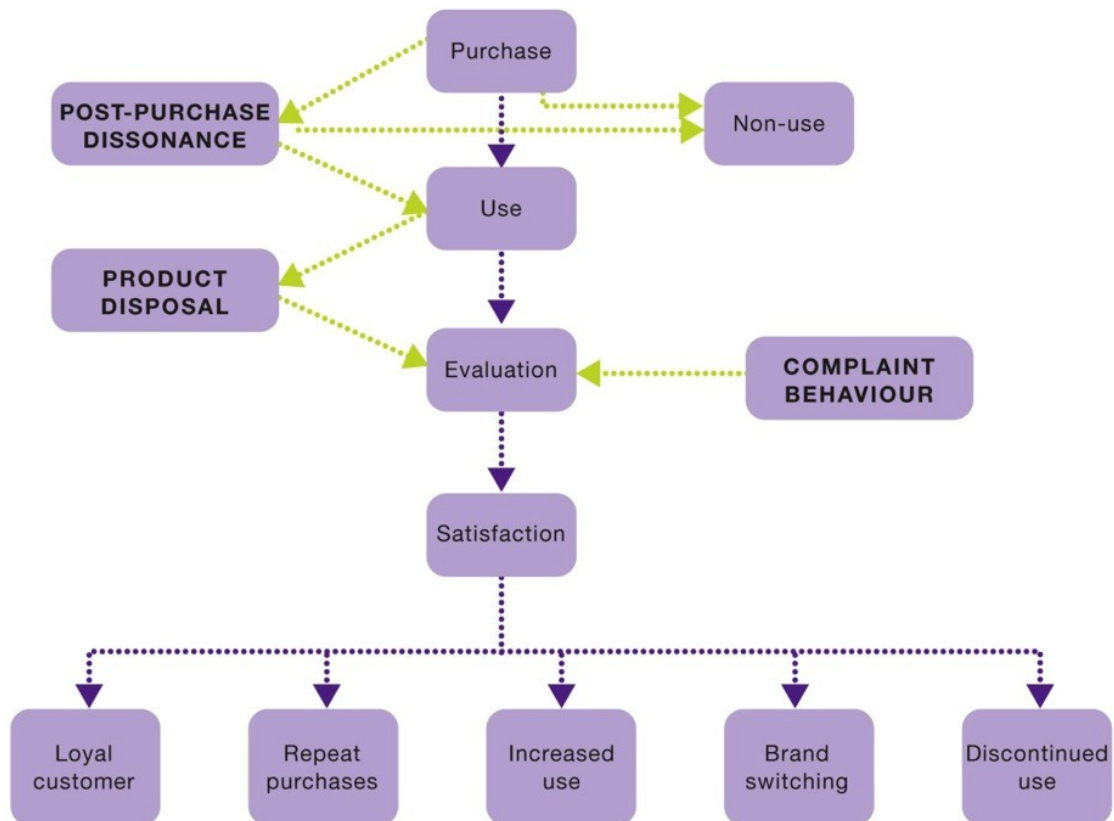 Purchase
POST-PURCHASE
DISSONANCE
Non-use
Use
PRODUCT
DISPOSAL
Evaluation
COMPLAINT
BEHAVIOUR
Satisfaction
Loyal
customer
Repeat
purchases
Increased
use
Brand
switching
Discontinued
use